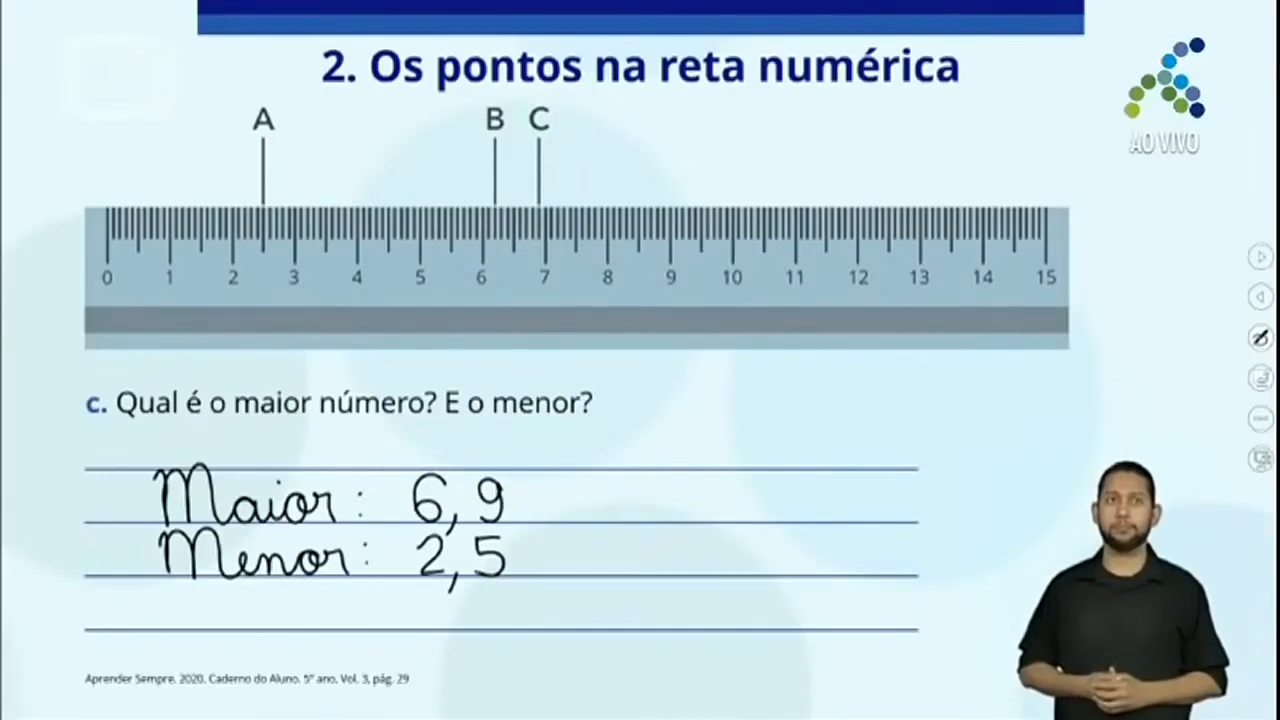 2. Os pontos na reta numérica
AO VIVO
A B C
0 1 2 3 4 5 6 7 8 9 10 11 12 13 14 15
c. Qual é o maior número? E o menor?
Maior: 6,9
Menor: 2,5
Aprender Sempre. 2020. Caderno do Aluno. 5º ano, Vol. 3, pág. 29